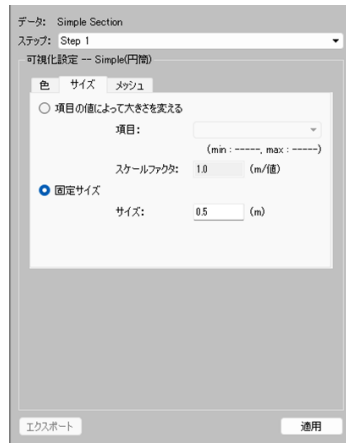 データ: Simple Section
ステップ: Step 1
可視化設定 -- Simple(円筒)
色 サイズ メッシュ
項目の値によって大きさを変える
項目:
(min : -----, max : -----)
スケールファクタ: 1.0 (m/値)
固定サイズ
サイズ: 0.5 (m)
エクスポート 適用